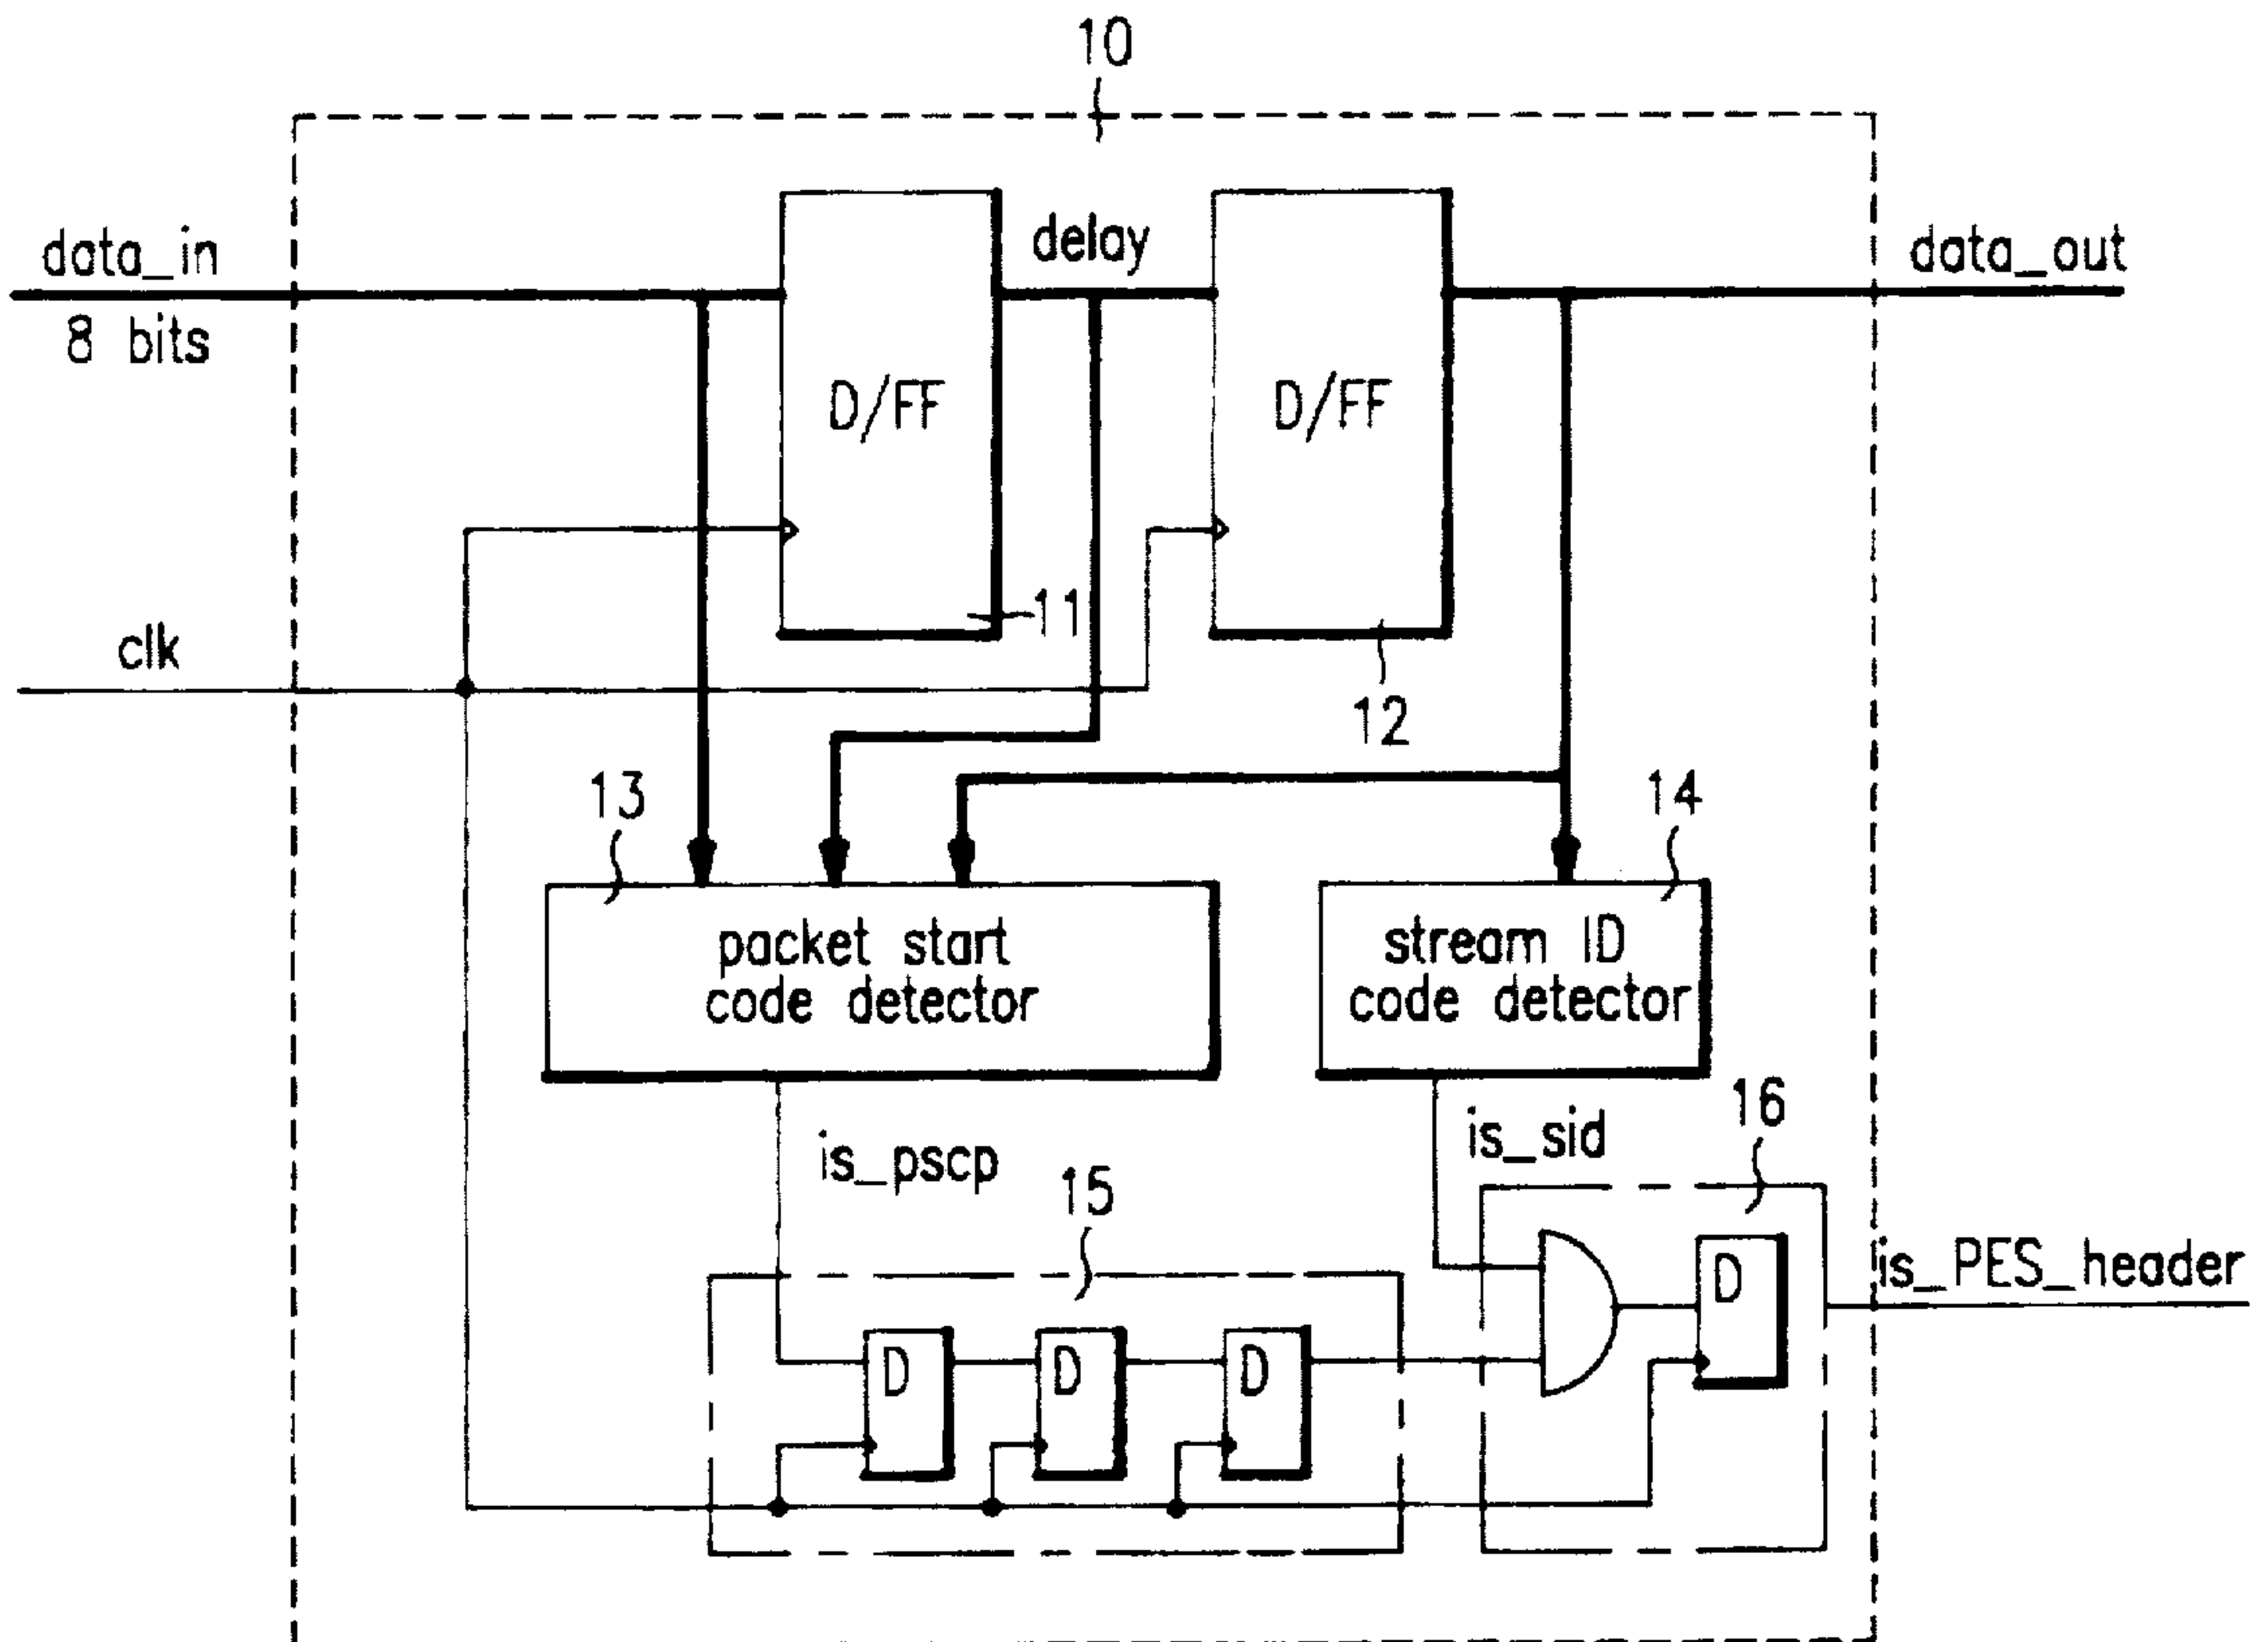 10
data_in
8 bits
delay
data_out
D/FF
D/FF
11
12
clk
13
14
packet start
code detector
stream ID
code detector
is_pscp
is_sid
15
16
D
D
D
D
is_PES_header